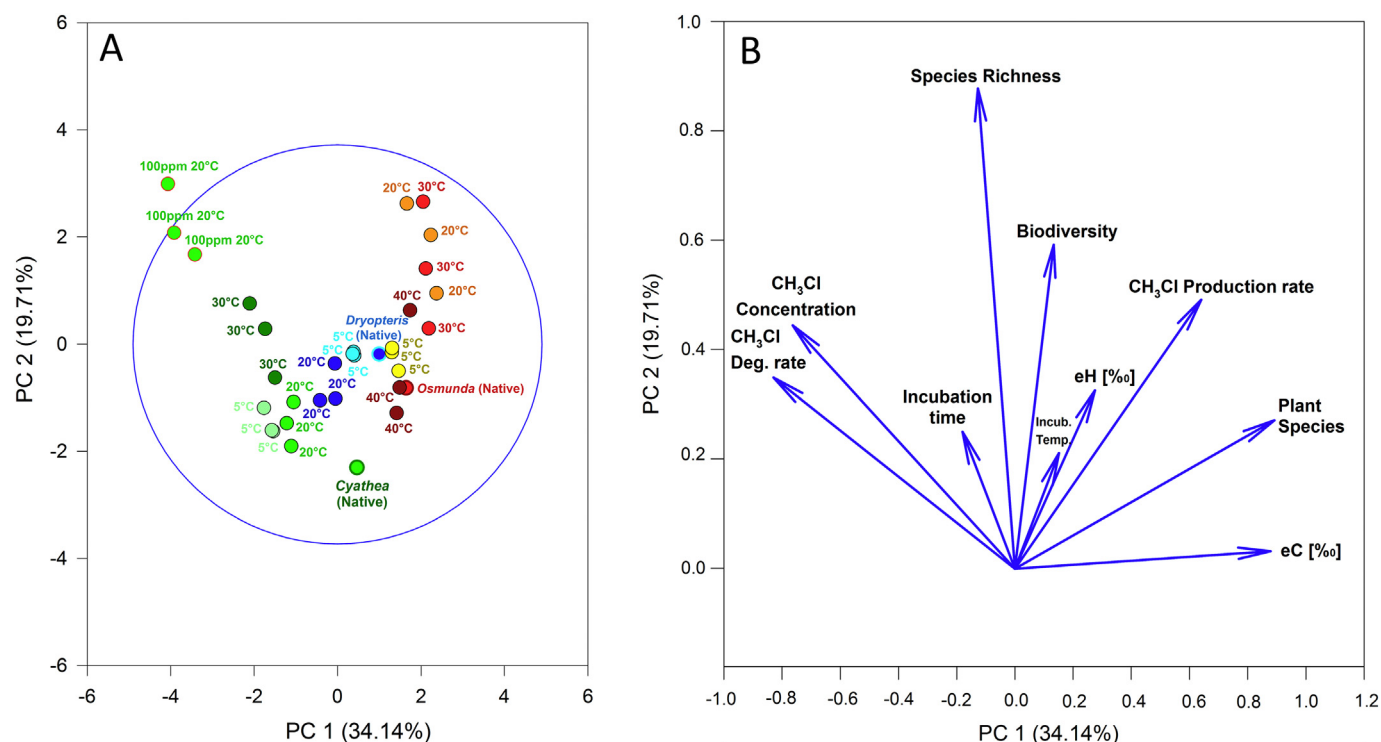 A
6
4
2
0
-2
-4
-6
PC 2 (19.71%)
-6
-4
-2
0
2
4
6
PC 1 (34.14%)
100ppm 20°C
100ppm 20°C
100ppm 20°C
30°C
30°C
30°C
20°C
20°C
20°C
5°C
5°C
20°C
20°C
20°C
5°C
5°C
5°C
Dryopteris
(Native)
20°C
30°C
20°C
30°C
20°C
40°C
30°C
5°C
5°C
5°C
Osmunda (Native)
40°C
40°C
Cyathea
(Native)
B
1.0
0.8
0.6
0.4
0.2
0.0
PC 2 (19.71%)
-1.0
-0.8
-0.6
-0.4
-0.2
0.0
0.2
0.4
0.6
0.8
1.0
1.2
PC 1 (34.14%)
Species Richness
Biodiversity
CH₃Cl
Concentration
CH₃Cl
Deg. rate
CH₃Cl Production rate
Incubation
time
Incub.
Temp.
eH [‰]
Plant
Species
eC [‰]